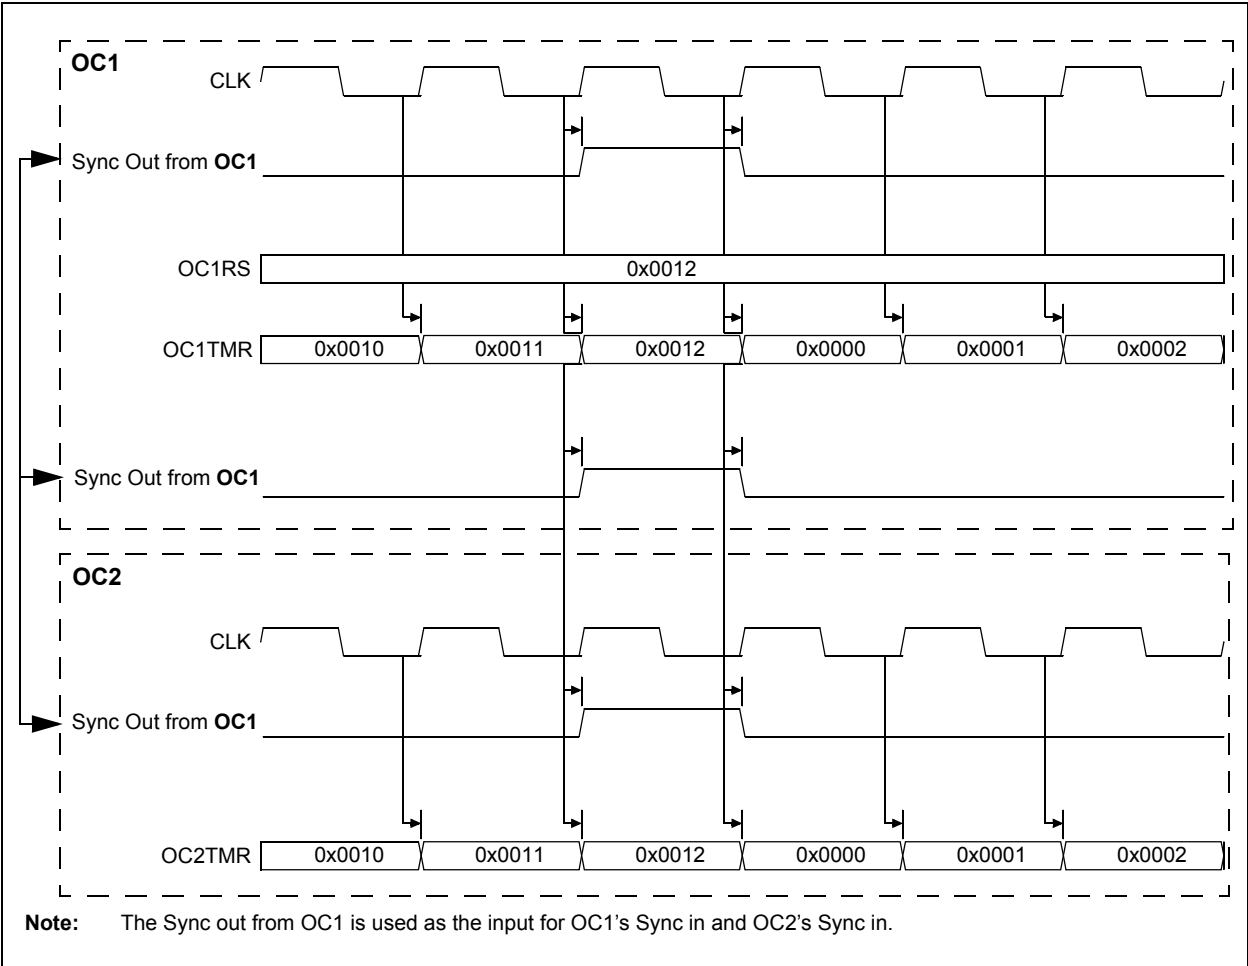 OC1
CLK
Sync Out from OC1
OC1RS 0x0012
OC1TMR 0x0010 0x0011 0x0012 0x0000 0x0001 0x0002
Sync Out from OC1
OC2
CLK
Sync Out from OC1
OC2TMR 0x0010 0x0011 0x0012 0x0000 0x0001 0x0002
Note: The Sync out from OC1 is used as the input for OC1's Sync in and OC2's Sync in.